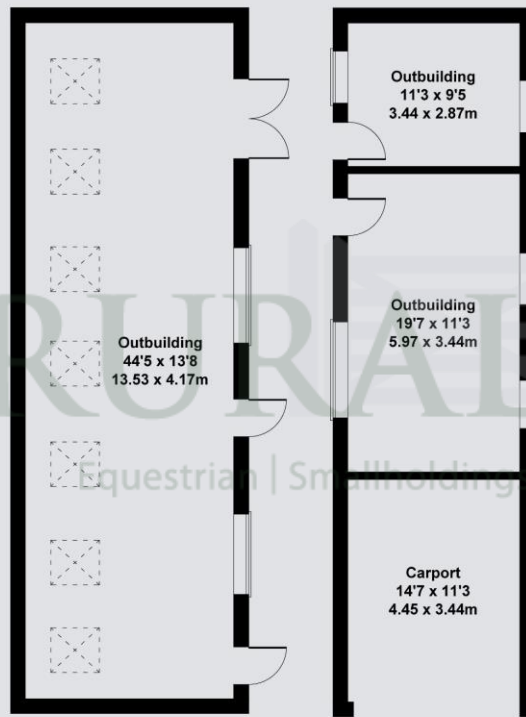 Outbuilding
11'3 x 9'5
3.44 x 2.87m
Outbuilding
19'7 x 11'3
5.97 x 3.44m
Outbuilding
44'5 x 13'8
13.53 x 4.17m
RURAL
Equestrian | Smallholdings
Carport
14'7 x 11'3
4.45 x 3.44m